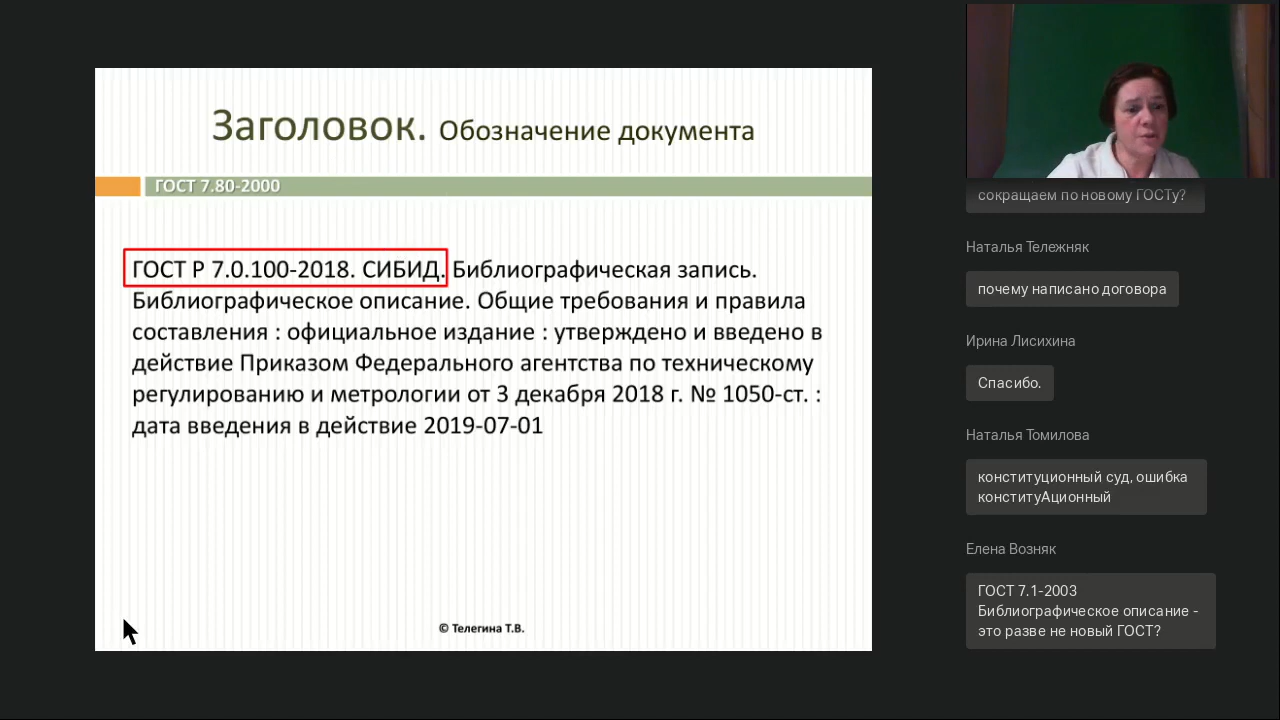 Заголовок. Обозначение документа
ГОСТ 7.80-2000
ГОСТ Р 7.0.100-2018. СИБИД. Библиографическая запись.
Библиографическое описание. Общие требования и правила
составления : официальное издание : утверждено и введено в
действие Приказом Федерального агентства по техническому
регулированию и метрологии от 3 декабря 2018 г. № 1050-ст. :
дата введения в действие 2019-07-01
© Телегина Т.В.
сокращаем по новому ГОСТу?
Наталья Тележняк
почему написано договора
Ирина Лисихина
Спасибо.
Наталья Томилова
конституционный суд, ошибка
конституАционный
Елена Возняк
ГОСТ 7.1-2003
Библиографическое описание -
это разве не новый ГОСТ?